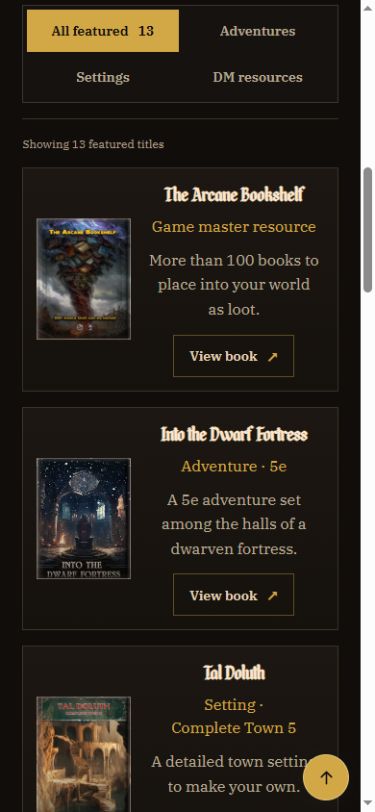 All featured 13
Adventures
Settings
DM resources
Showing 13 featured titles
The Arcane Bookshelf
THE ARCANE BOOKSHELF
Game master resource
More than 100 books to
place into your world
as loot.
View book ↗
Into the Dwarf Fortress
Adventure · 5e
A 5e adventure set
among the halls of a
dwarven fortress.
INTO THE
DWARF FORTRESS
View book ↗
Tal Doluth
TAL DOLUTH
Setting ·
Complete Town 5
A detailed town setting
to make your own.